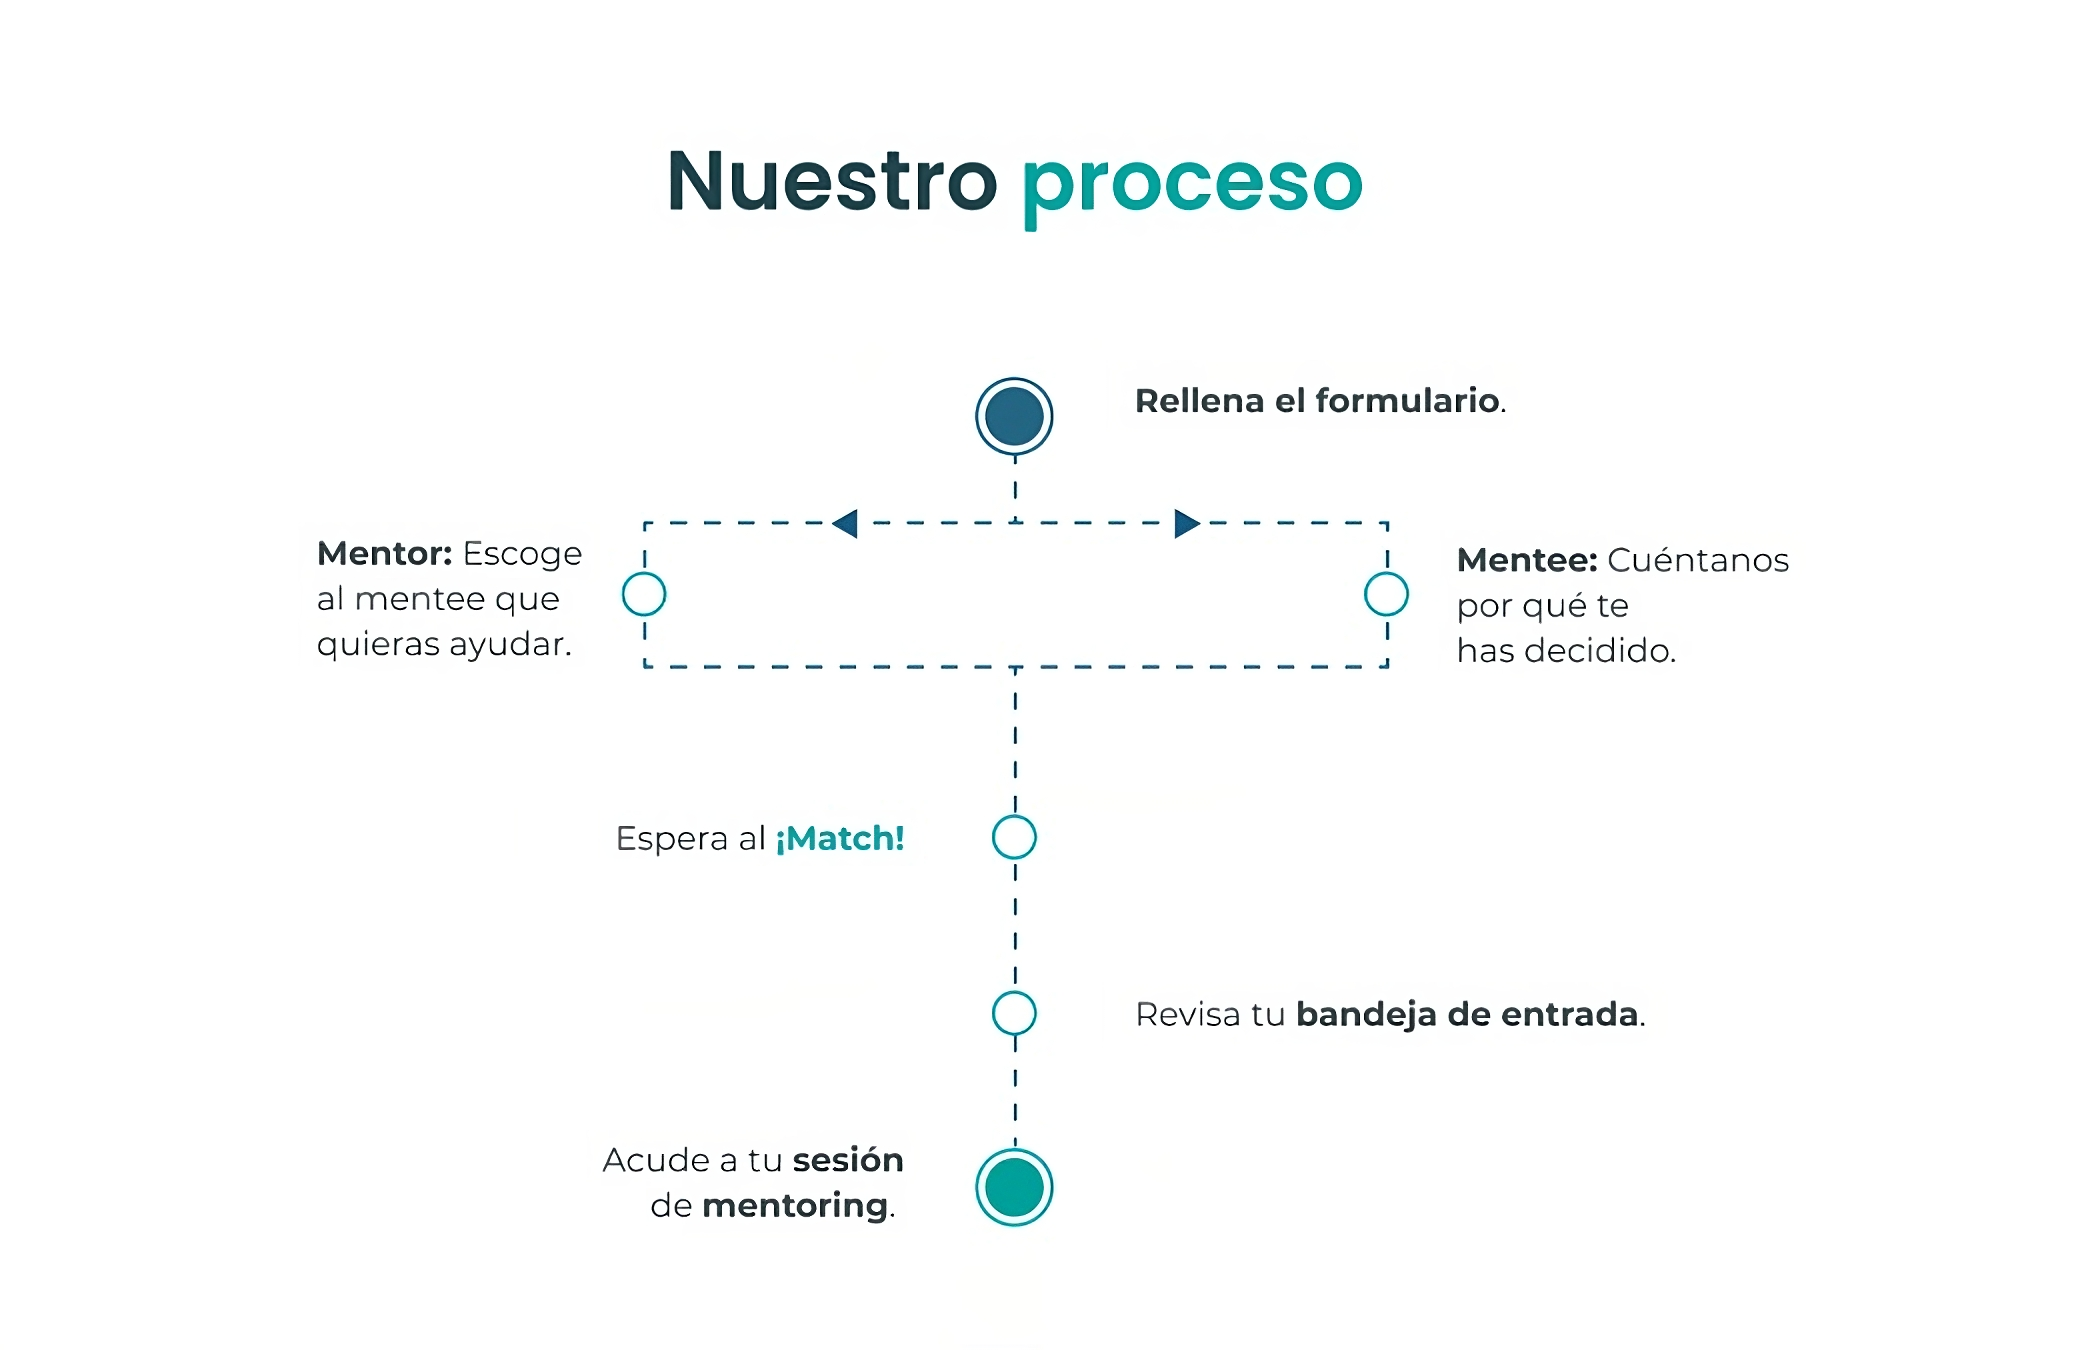 Nuestro proceso
Rellena el formulario.
Mentor: Escoge
al mentee que
quieras ayudar.
Mentee: Cuéntanos
por qué te
has decidido.
Espera al ¡Match!
Revisa tu bandeja de entrada.
Acude a tu sesión
de mentoring.